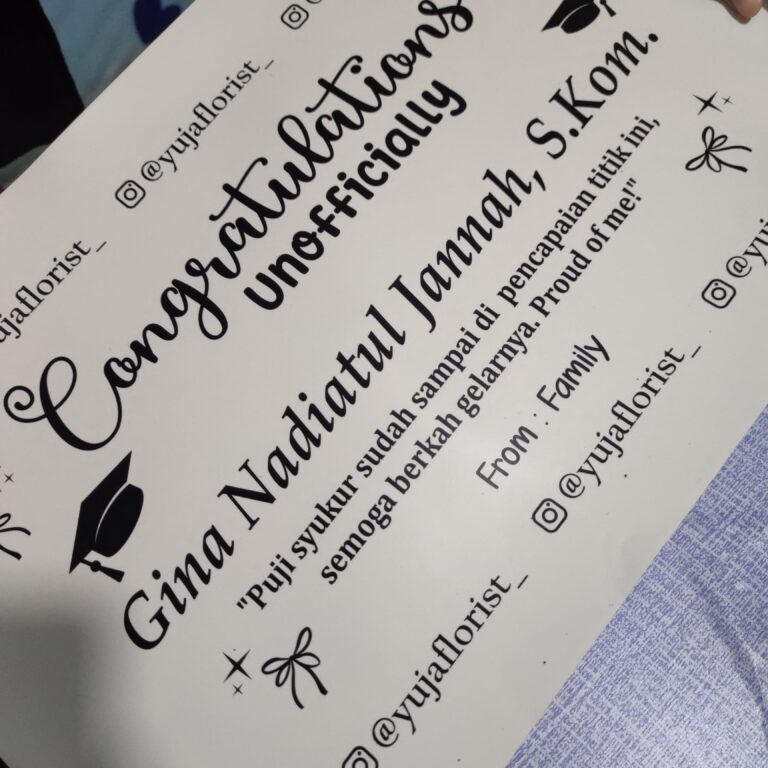 @yujaflorist_
Congratulations
unofficially
Gina Nadiatul Jannah, S.Kom.
"Puji syukur sudah sampai di pencapaian titik ini,
semoga berkah gelarnya. Proud of me!"
From : Family
@yujaflorist_
@yujaflorist_